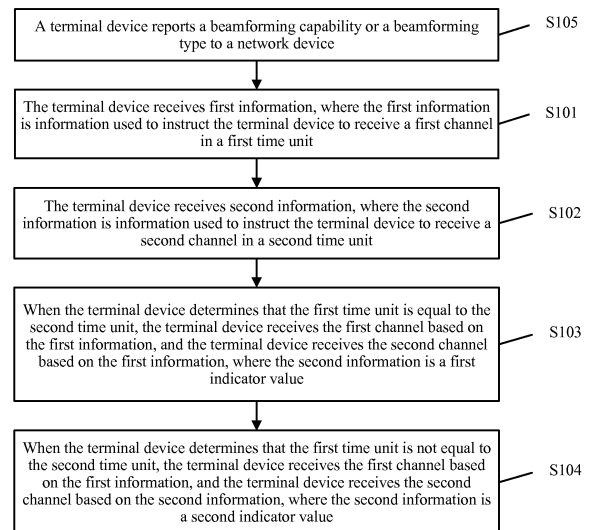 A terminal device reports a beamforming capability or a beamforming
type to a network device
S105
The terminal device receives first information, where the first information
is information used to instruct the terminal device to receive a first channel
in a first time unit
S101
The terminal device receives second information, where the second
information is information used to instruct the terminal device to receive a
second channel in a second time unit
S102
When the terminal device determines that the first time unit is equal to the
second time unit, the terminal device receives the first channel based on
the first information, and the terminal device receives the second channel
based on the first information, where the second information is a first
indicator value
S103
When the terminal device determines that the first time unit is not equal to
the second time unit, the terminal device receives the first channel based
on the first information, and the terminal device receives the second
channel based on the second information, where the second information is
a second indicator value
S104